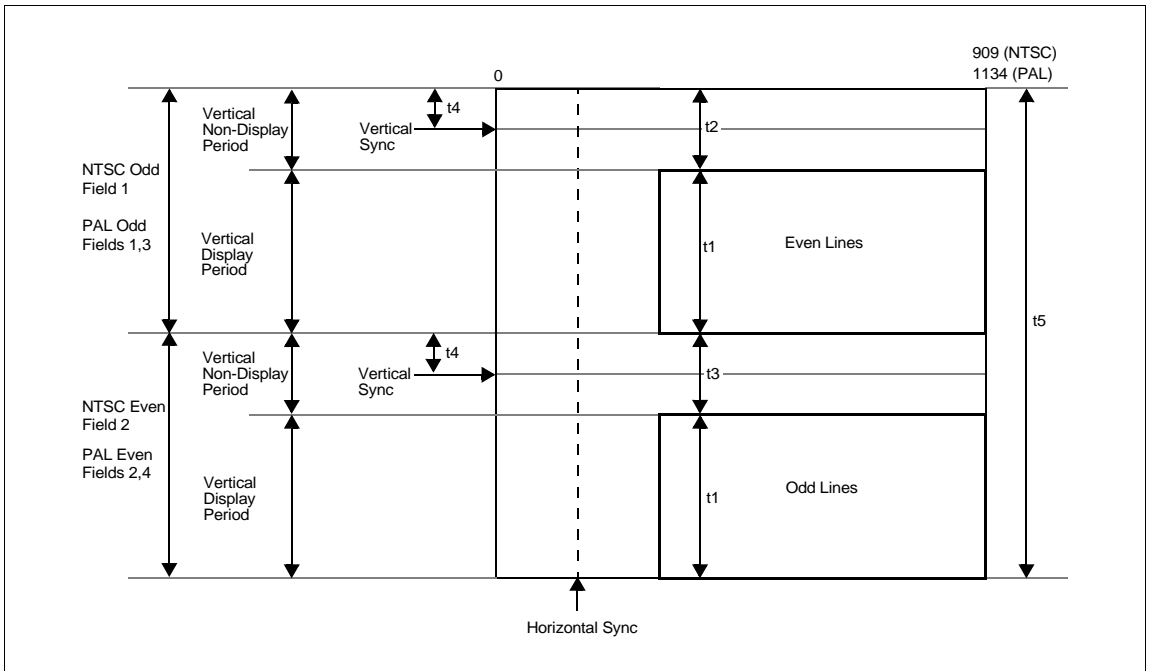 909 (NTSC)
1134 (PAL)
0
Vertical
Non-Display
Period
t4
Vertical
Sync
t2
NTSC Odd
Field 1
PAL Odd
Fields 1,3
Vertical
Display
Period
t1
Even Lines
t5
Vertical
Non-Display
Period
t4
Vertical
Sync
t3
NTSC Even
Field 2
PAL Even
Fields 2,4
Vertical
Display
Period
t1
Odd Lines
Horizontal Sync